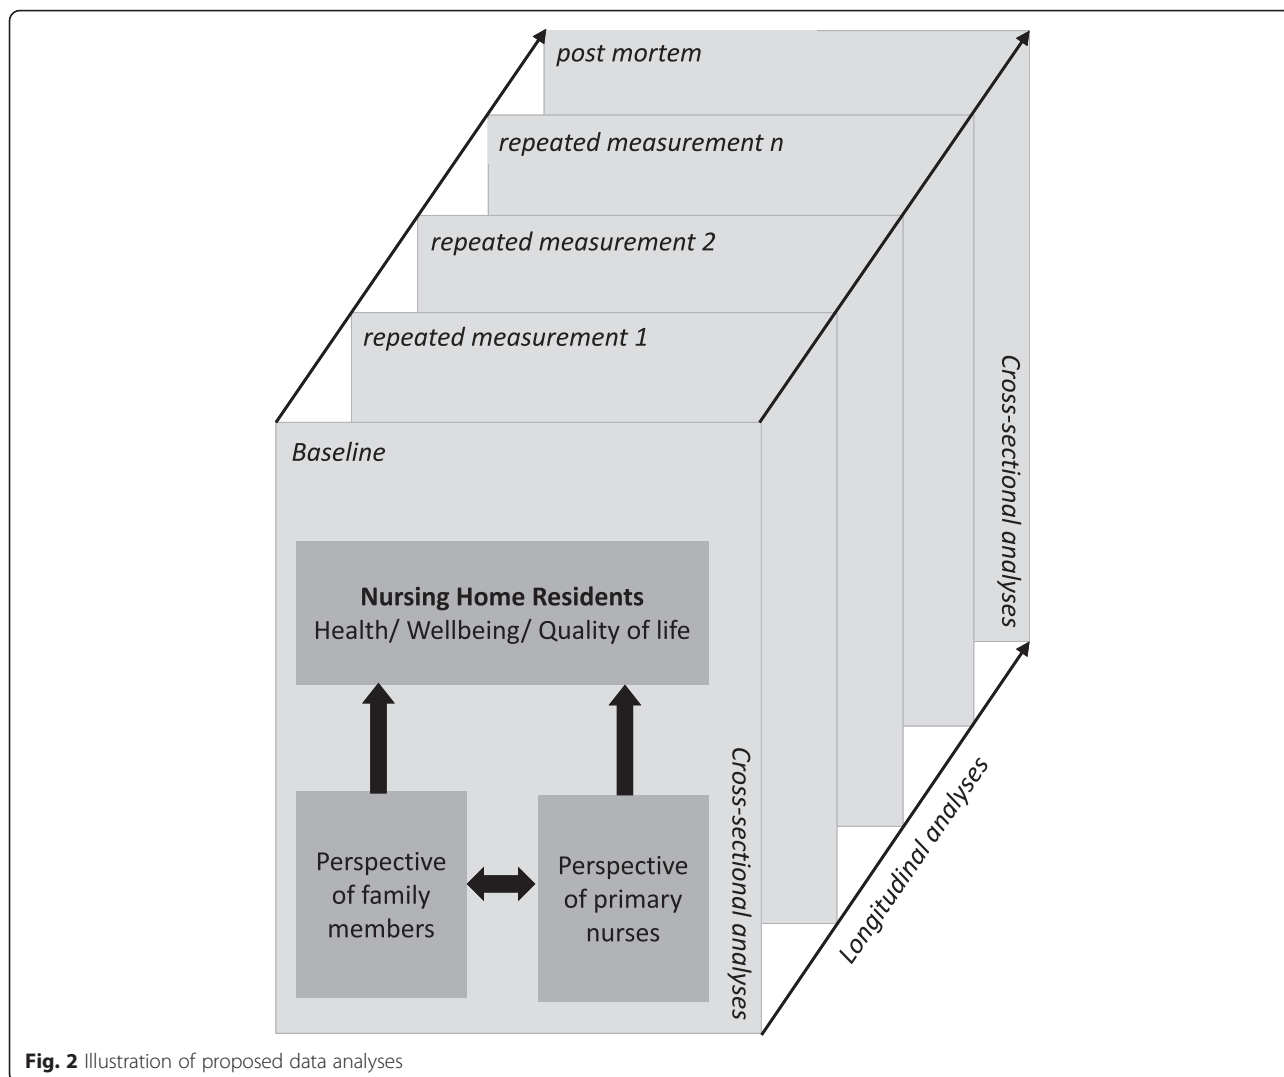 post mortem
repeated measurement n
repeated measurement 2
repeated measurement 1
Baseline
Nursing Home Residents
Health/ Wellbeing/ Quality of life
Perspective
of family
members
Perspective
of primary
nurses
Cross-sectional analyses
Cross-sectional analyses
Longitudinal analyses
Fig. 2 Illustration of proposed data analyses